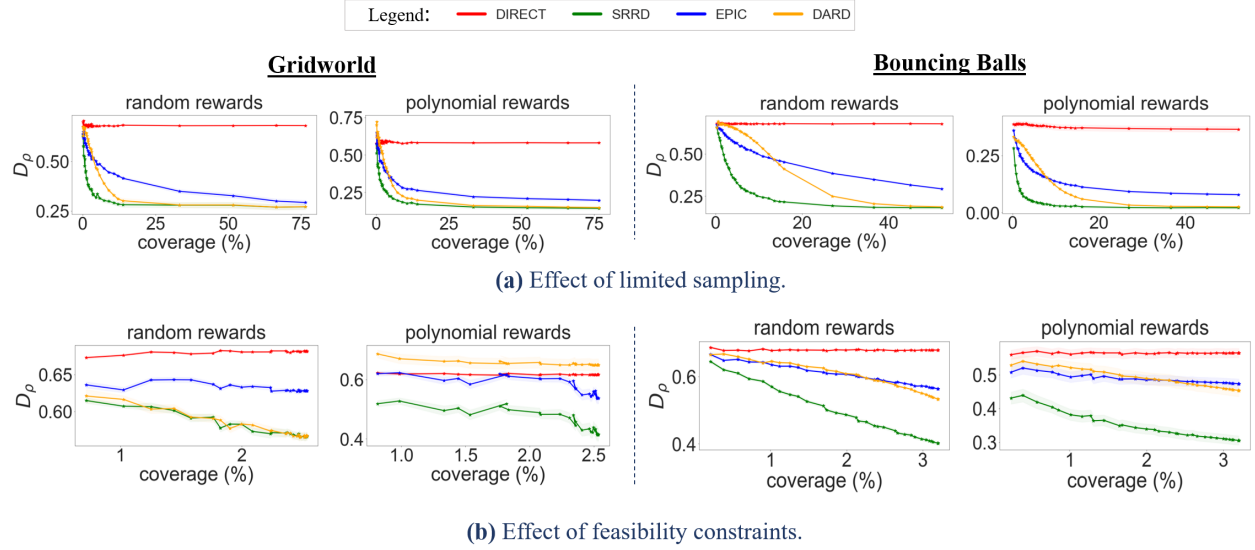 Legend: DIRECT SRRD EPIC DARD
Gridworld
Bouncing Balls
random rewards
polynomial rewards
random rewards
polynomial rewards
Dρ
0.50
0.25
0 25 50 75
coverage (%)
0.75
0.50
0.25
0 25 50 75
coverage (%)
Dρ
0.50
0.25
0 20 40
coverage (%)
0.25
0.00
0 20 40
coverage (%)
(a) Effect of limited sampling.
random rewards
polynomial rewards
random rewards
polynomial rewards
Dρ
0.65
0.60
1 2
coverage (%)
0.6
0.4
1.0 1.5 2.0 2.5
coverage (%)
Dρ
0.6
0.4
1 2 3
coverage (%)
0.5
0.4
0.3
1 2 3
coverage (%)
(b) Effect of feasibility constraints.